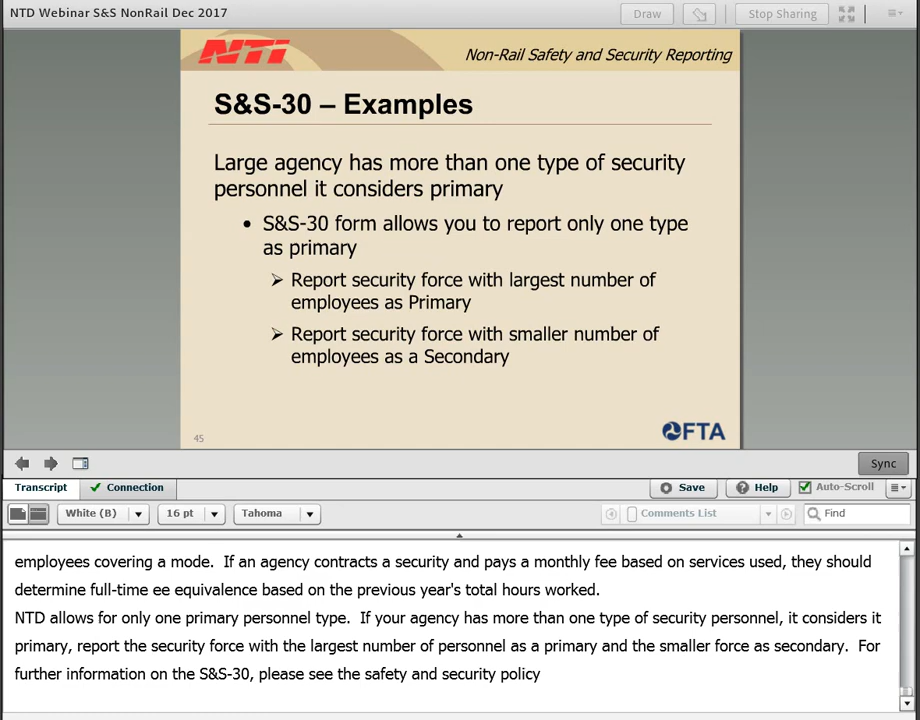 NTD Webinar S&S NonRail Dec 2017
Draw
Stop Sharing
NTI
Non-Rail Safety and Security Reporting
S&S-30 – Examples
Large agency has more than one type of security
personnel it considers primary
• S&S-30 form allows you to report only one type
as primary
➢ Report security force with largest number of
employees as Primary
➢ Report security force with smaller number of
employees as a Secondary
45
FTA
Sync
Transcript
Connection
Save
Help
Auto-Scroll
White (B)
16 pt
Tahoma
Comments List
Find
employees covering a mode.  If an agency contracts a security and pays a monthly fee based on services used, they should
determine full-time ee equivalence based on the previous year's total hours worked.
NTD allows for only one primary personnel type.  If your agency has more than one type of security personnel, it considers it
primary, report the security force with the largest number of personnel as a primary and the smaller force as secondary.  For
further information on the S&S-30, please see the safety and security policy